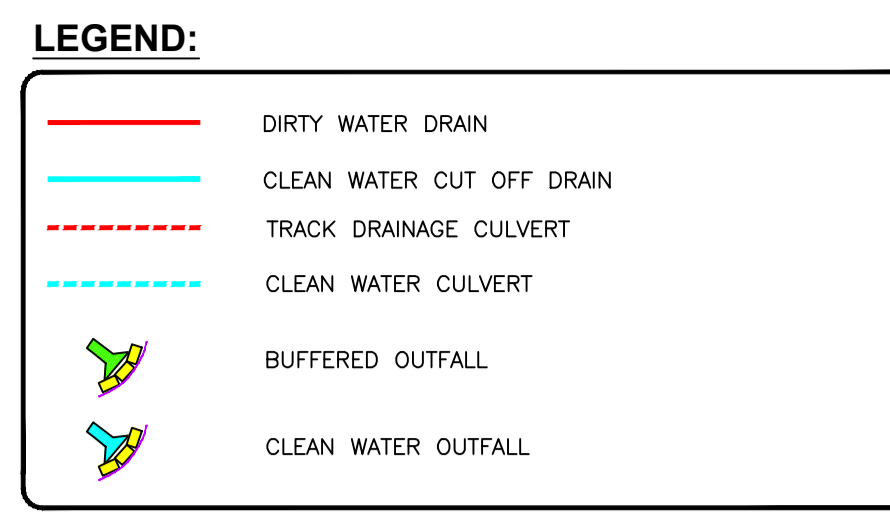 LEGEND:
DIRTY WATER DRAIN
CLEAN WATER CUT OFF DRAIN
TRACK DRAINAGE CULVERT
CLEAN WATER CULVERT
BUFFERED OUTFALL
CLEAN WATER OUTFALL